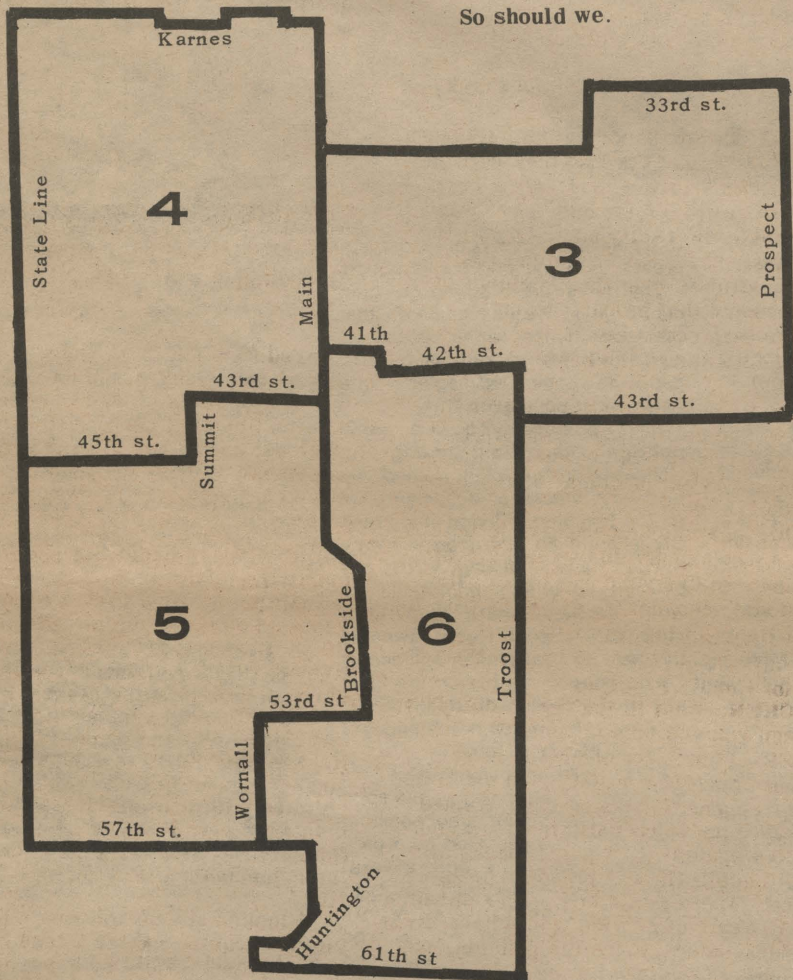 So should we.
Karnes
33rd st.
State Line
4
3
Prospect
Main
41th
42th st.
43rd st.
43rd st.
45th st.
Summit
5
6
Brookside
Troost
53rd st
Wornall
57th st.
Huntington
61th st